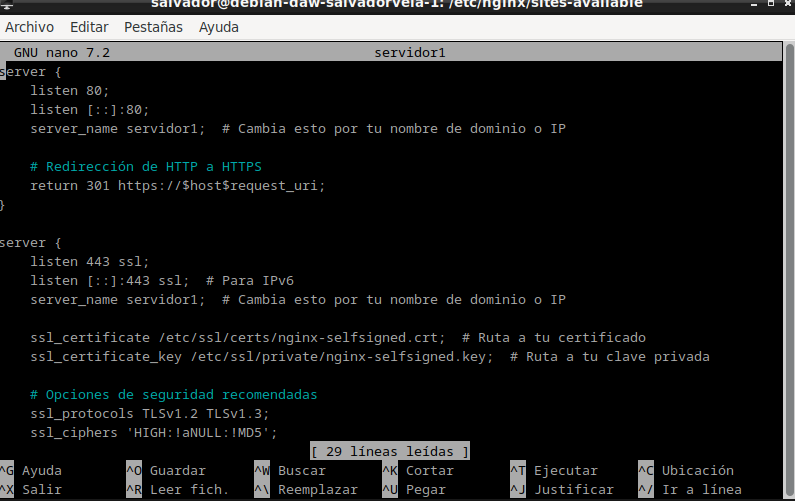 salvador@debian-daw-salvadorvela-1: /etc/nginx/sites-available
Archivo Editar Pestañas Ayuda
GNU nano 7.2 servidor1
server {
    listen 80;
    listen [::]:80;
    server_name servidor1;  # Cambia esto por tu nombre de dominio o IP

    # Redirección de HTTP a HTTPS
    return 301 https://$host$request_uri;
}

server {
    listen 443 ssl;
    listen [::]:443 ssl;  # Para IPv6
    server_name servidor1;  # Cambia esto por tu nombre de dominio o IP

    ssl_certificate /etc/ssl/certs/nginx-selfsigned.crt;  # Ruta a tu certificado
    ssl_certificate_key /etc/ssl/private/nginx-selfsigned.key;  # Ruta a tu clave privada

    # Opciones de seguridad recomendadas
    ssl_protocols TLSv1.2 TLSv1.3;
    ssl_ciphers 'HIGH:!aNULL:!MD5';
[ 29 líneas leídas ]
^G Ayuda ^O Guardar ^W Buscar ^K Cortar ^T Ejecutar ^C Ubicación
^X Salir ^R Leer fich. ^\ Reemplazar ^U Pegar ^J Justificar ^/ Ir a línea